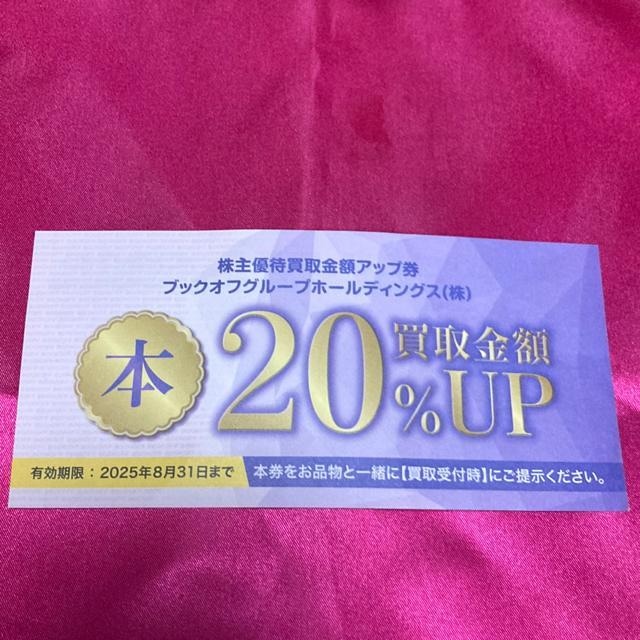 株主優待買取金額アップ券
ブックオフグループホールディングス(株)
本
20%UP
買取金額
有効期限：2025年8月31日まで
本券をお品物と一緒に【買取受付時】にご提示ください。